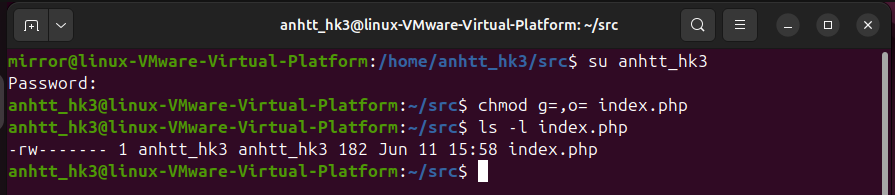 anhtt_hk3@linux-VMware-Virtual-Platform: ~/src
mirror@linux-VMware-Virtual-Platform:/home/anhtt_hk3/src$ su anhtt_hk3
Password:
anhtt_hk3@linux-VMware-Virtual-Platform:~/src$ chmod g=,o= index.php
anhtt_hk3@linux-VMware-Virtual-Platform:~/src$ ls -l index.php
-rw------- 1 anhtt_hk3 anhtt_hk3 182 Jun 11 15:58 index.php
anhtt_hk3@linux-VMware-Virtual-Platform:~/src$